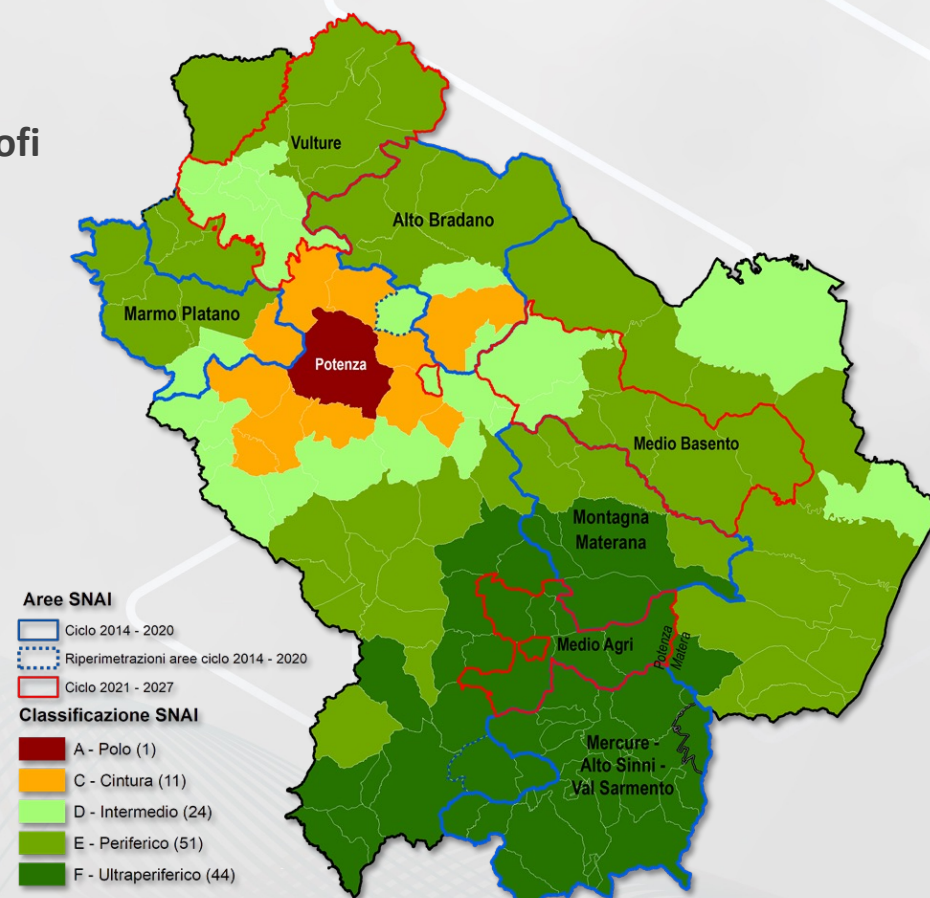 ofi
Vulture
Alto Bradano
Marmo Platano
Potenza
Medio Basento
Montagna
Materana
Medio Agri
Potenza
Matera
Mercure -
Alto Sinni -
Val Sarmento
Aree SNAI
Ciclo 2014 - 2020
Riperimetrazioni aree ciclo 2014 - 2020
Ciclo 2021 - 2027
Classificazione SNAI
A - Polo (1)
C - Cintura (11)
D - Intermedio (24)
E - Periferico (51)
F - Ultraperiferico (44)